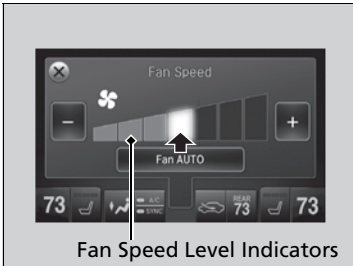 Fan Speed
Fan AUTO
73
A/C
SYNC
REAR
73
73
Fan Speed Level Indicators